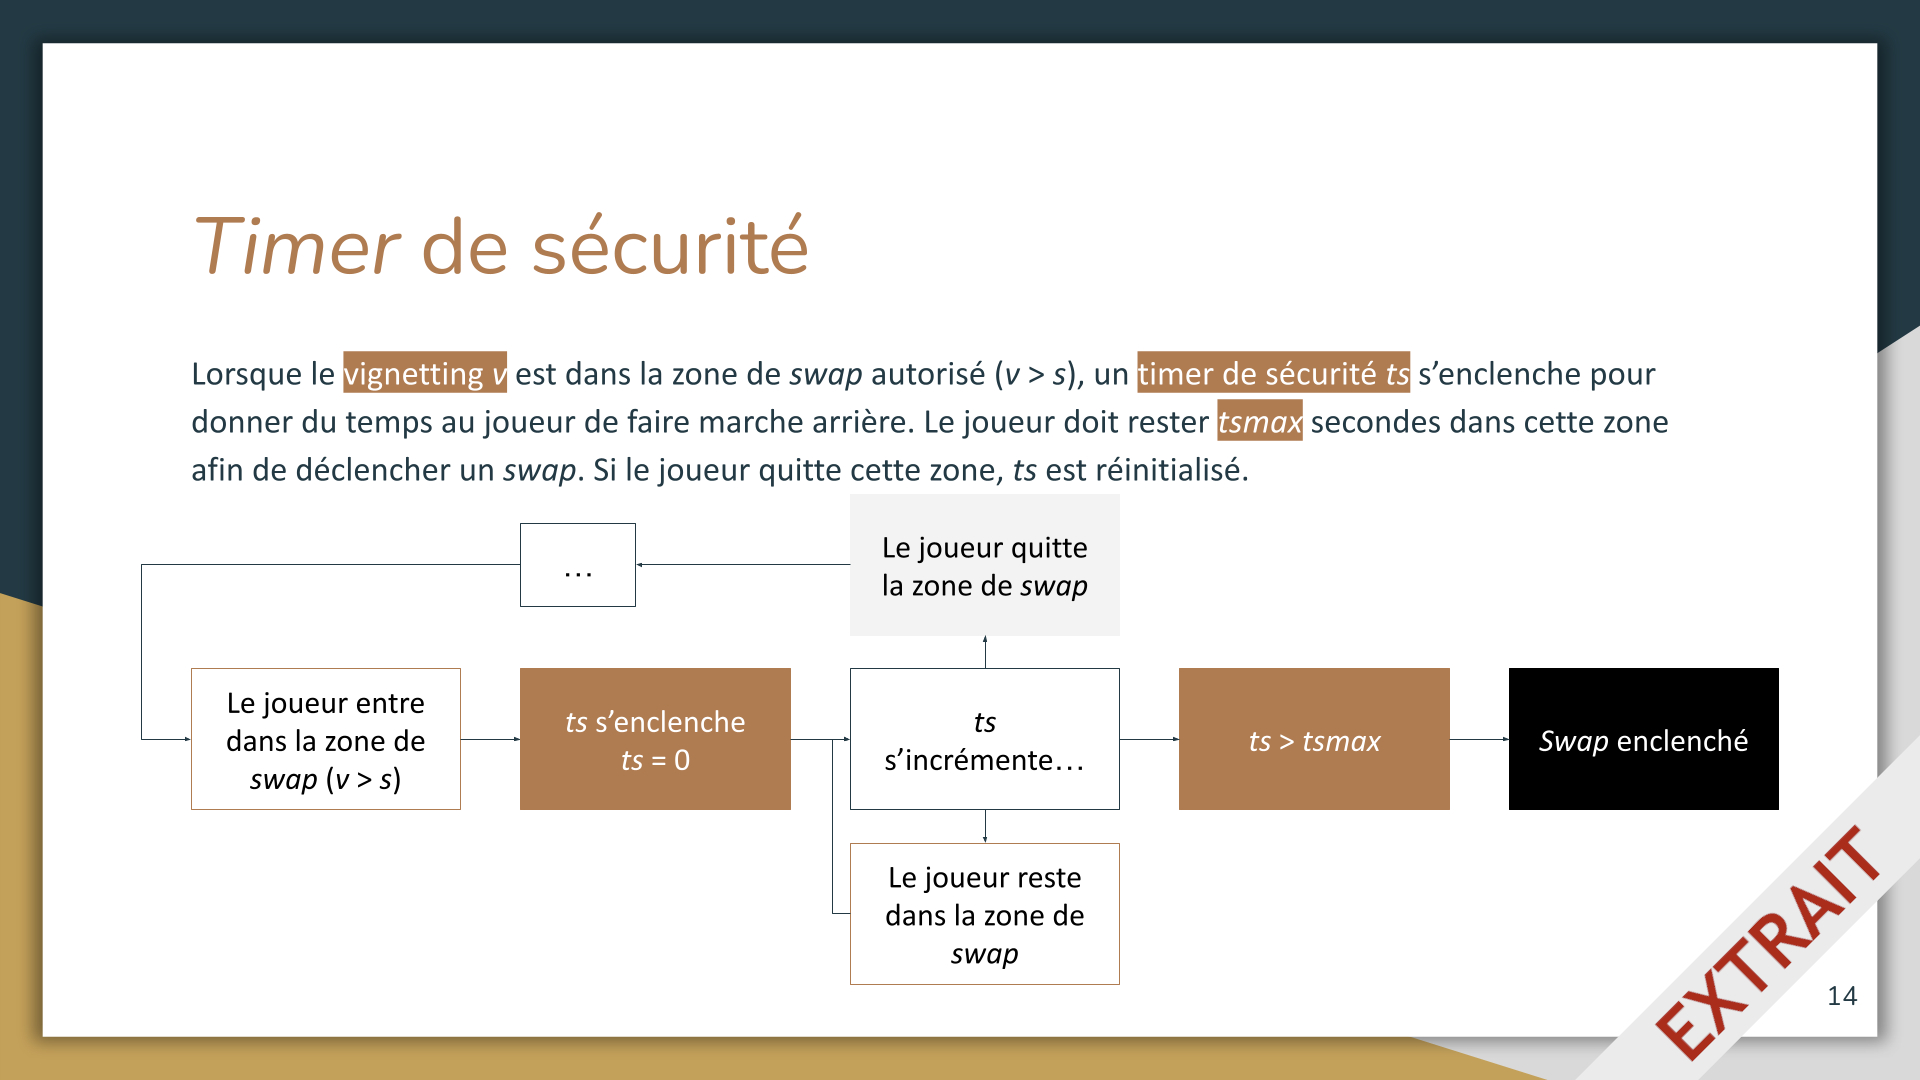 Timer de sécurité
Lorsque le vignetting v est dans la zone de swap autorisé (v > s), un timer de sécurité ts s’enclenche pour
donner du temps au joueur de faire marche arrière. Le joueur doit rester tsmax secondes dans cette zone
afin de déclencher un swap. Si le joueur quitte cette zone, ts est réinitialisé.
…
Le joueur quitte
la zone de swap
Le joueur entre
dans la zone de
swap (v > s)
ts s’enclenche
ts = 0
ts
s’incrémente…
ts > tsmax
Swap enclenché
Le joueur reste
dans la zone de
swap
EXTRAIT
14